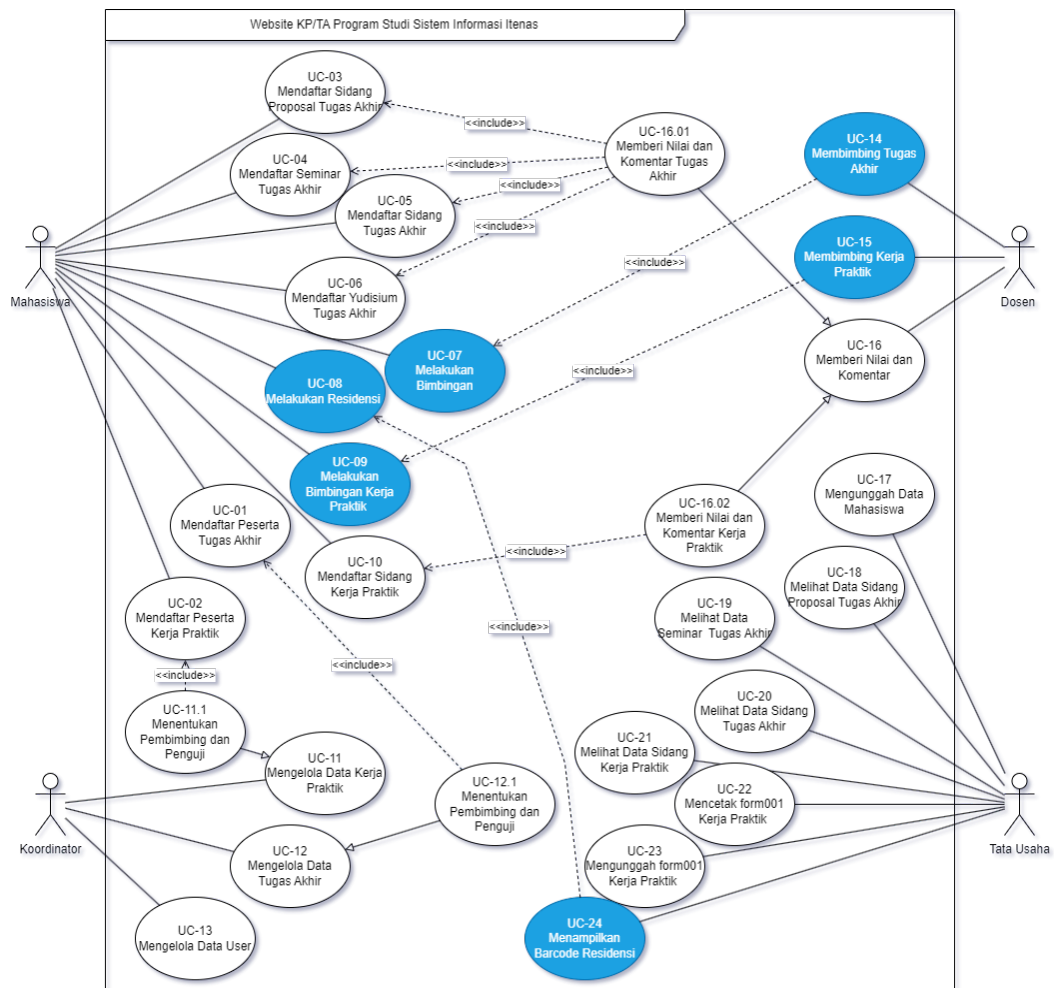 Website KP/TA Program Studi Sistem Informasi Itenas
UC-03
Mendaftar Sidang
Proposal Tugas Akhir
<<include>>
UC-16.01
Memberi Nilai dan
Komentar Tugas
Akhir
UC-14
Membimbing Tugas
Akhir
UC-04
Mendaftar Seminar
Tugas Akhir
<<include>>
<<include>>
UC-05
Mendaftar Sidang
Tugas Akhir
<<include>>
UC-15
Membimbing Kerja
Praktik
<<include>>
Mahasiswa
Dosen
UC-06
Mendaftar Yudisium
Tugas Akhir
UC-07
Melakukan
Bimbingan
UC-16
Memberi Nilai dan
Komentar
<<include>>
UC-08
Melakukan Residensi
UC-09
Melakukan
Bimbingan Kerja
Praktik
UC-17
Mengunggah Data
Mahasiswa
UC-01
Mendaftar Peserta
Tugas Akhir
UC-16.02
Memberi Nilai dan
Komentar Kerja
Praktik
<<include>>
UC-10
Mendaftar Sidang
Kerja Praktik
UC-18
Melihat Data Sidang
Proposal Tugas Akhir
UC-02
Mendaftar Peserta
Kerja Praktik
UC-19
Melihat Data
Seminar Tugas Akhir
<<include>>
<<include>>
<<include>>
UC-11.1
Menentukan
Pembimbing dan
Penguji
UC-20
Melihat Data Sidang
Tugas Akhir
UC-11
Mengelola Data Kerja
Praktik
UC-21
Melihat Data Sidang
Kerja Praktik
UC-12.1
Menentukan
Pembimbing dan
Penguji
UC-22
Mencetak form001
Kerja Praktik
Koordinator
Tata Usaha
UC-12
Mengelola Data
Tugas Akhir
UC-23
Mengunggah form001
Kerja Praktik
UC-13
Mengelola Data User
UC-24
Menampilkan
Barcode Residensi